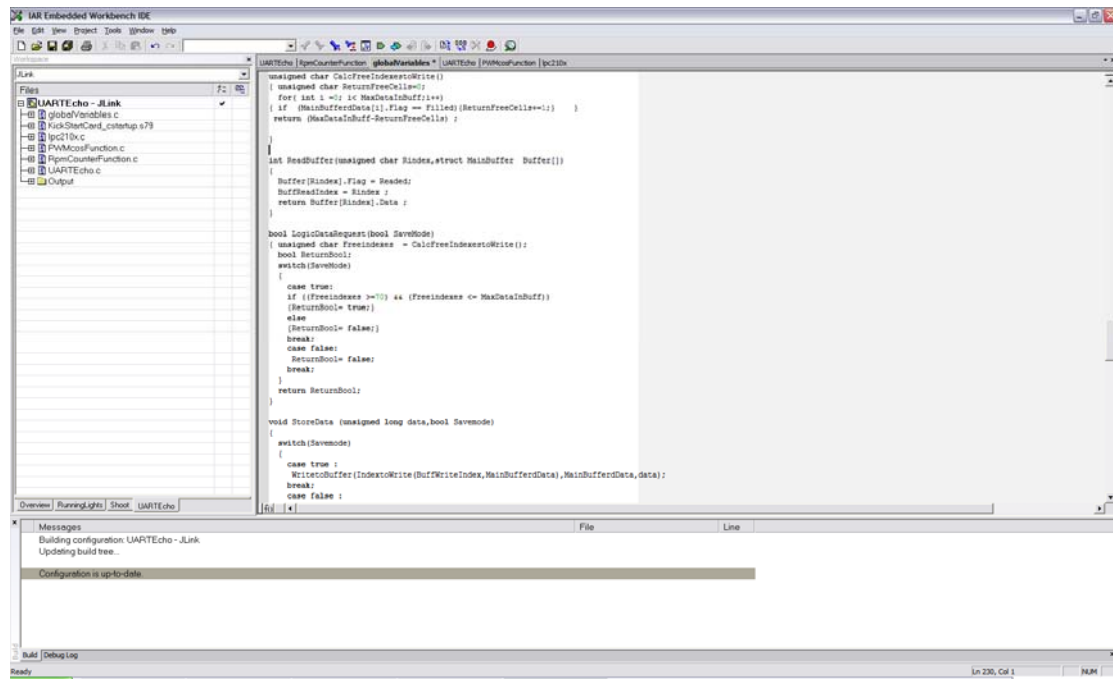 IAR Embedded Workbench IDE
File Edit View Project Tools Window Help
Workspace
JLink
Files
UARTEcho - JLink
globalVariables.c
KickStartCard_cstartup.s79
lpc210x.c
PWMcosFunction.c
RpmCounterFunction.c
UARTEcho.c
Output
Overview RunningLights Shoot UARTEcho
UARTEcho RpmCounterFunction globalVariables * UARTEcho PWMcosFunction lpc210x
unsigned char CalcFreeIndexestoWrite()
{ unsigned char ReturnFreeCells=0;
for( int i =0; i< MaxDataInBuff;i++)
{ if (MainBufferdData[i].Flag == Filled){ReturnFreeCells+=1;} }
return (MaxDataInBuff-ReturnFreeCells) ;
}
int ReadBuffer(unsigned char Rindex,struct MainBuffer Buffer[])
{
Buffer[Rindex].Flag = Readed;
BuffReadIndex = Rindex ;
return Buffer[Rindex].Data ;
}
bool LogicDataRequest(bool SaveMode)
{ unsigned char Freeindexes = CalcFreeIndexestoWrite();
bool ReturnBool;
switch(SaveMode)
{
case true:
if ((Freeindexes >=70) && (Freeindexes <= MaxDataInBuff))
{ReturnBool= true;}
else
{ReturnBool= false;}
break;
case false:
ReturnBool= false;
break;
}
return ReturnBool;
}
void StoreData (unsigned long data,bool Savemode)
{
switch(Savemode)
{
case true :
WritetoBuffer(IndextoWrite(BuffWriteIndex,MainBufferdData),MainBufferdData,data);
break;
case false :
Messages File Line
Building configuration: UARTEcho - JLink
Updating build tree...
Configuration is up-to-date.
Build
Build Debug Log
Ready Ln 230, Col 1 NUM